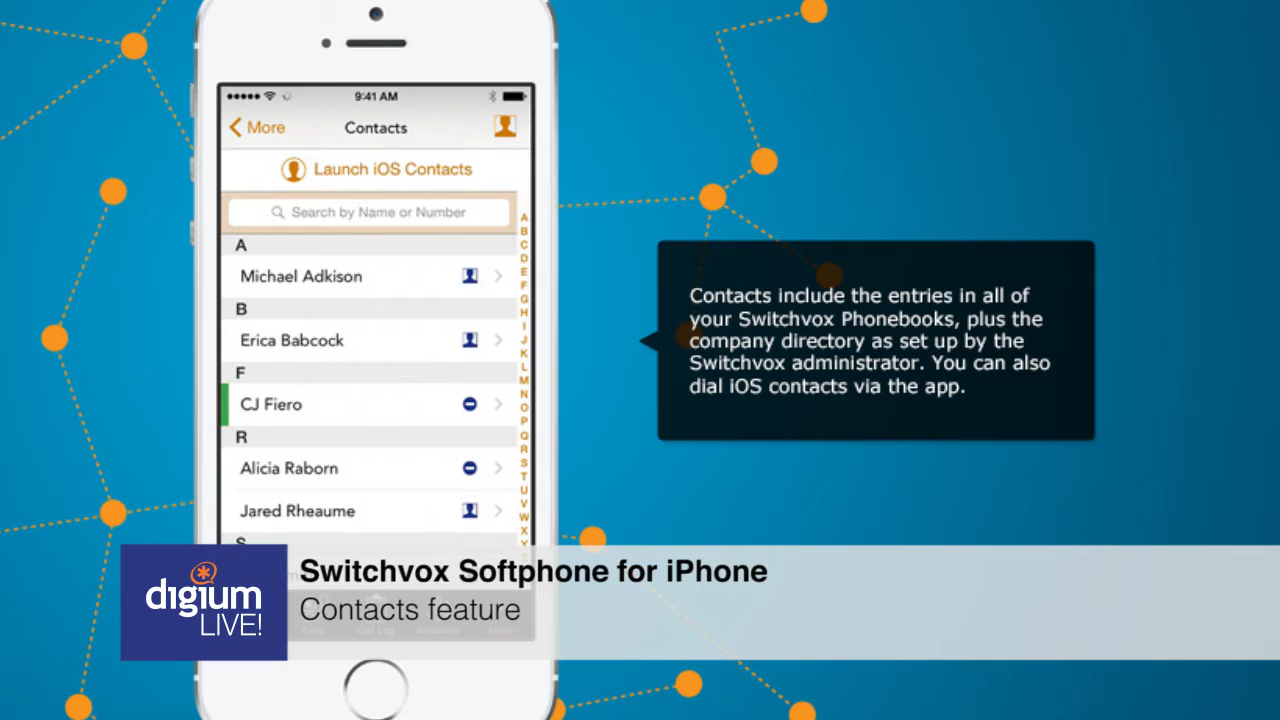 9:41 AM
More
Contacts
Launch iOS Contacts
Search by Name or Number
A
Michael Adkison
B
Erica Babcock
F
CJ Fiero
R
Alicia Raborn
Jared Rheaume
S
A
B
C
D
E
F
G
H
I
J
K
L
M
N
O
P
Q
R
S
T
U
V
W
X
Y
Contacts include the entries in all of
your Switchvox Phonebooks, plus the
company directory as set up by the
Switchvox administrator. You can also
dial iOS contacts via the app.
digium
LIVE!
Switchvox Softphone for iPhone
Contacts feature